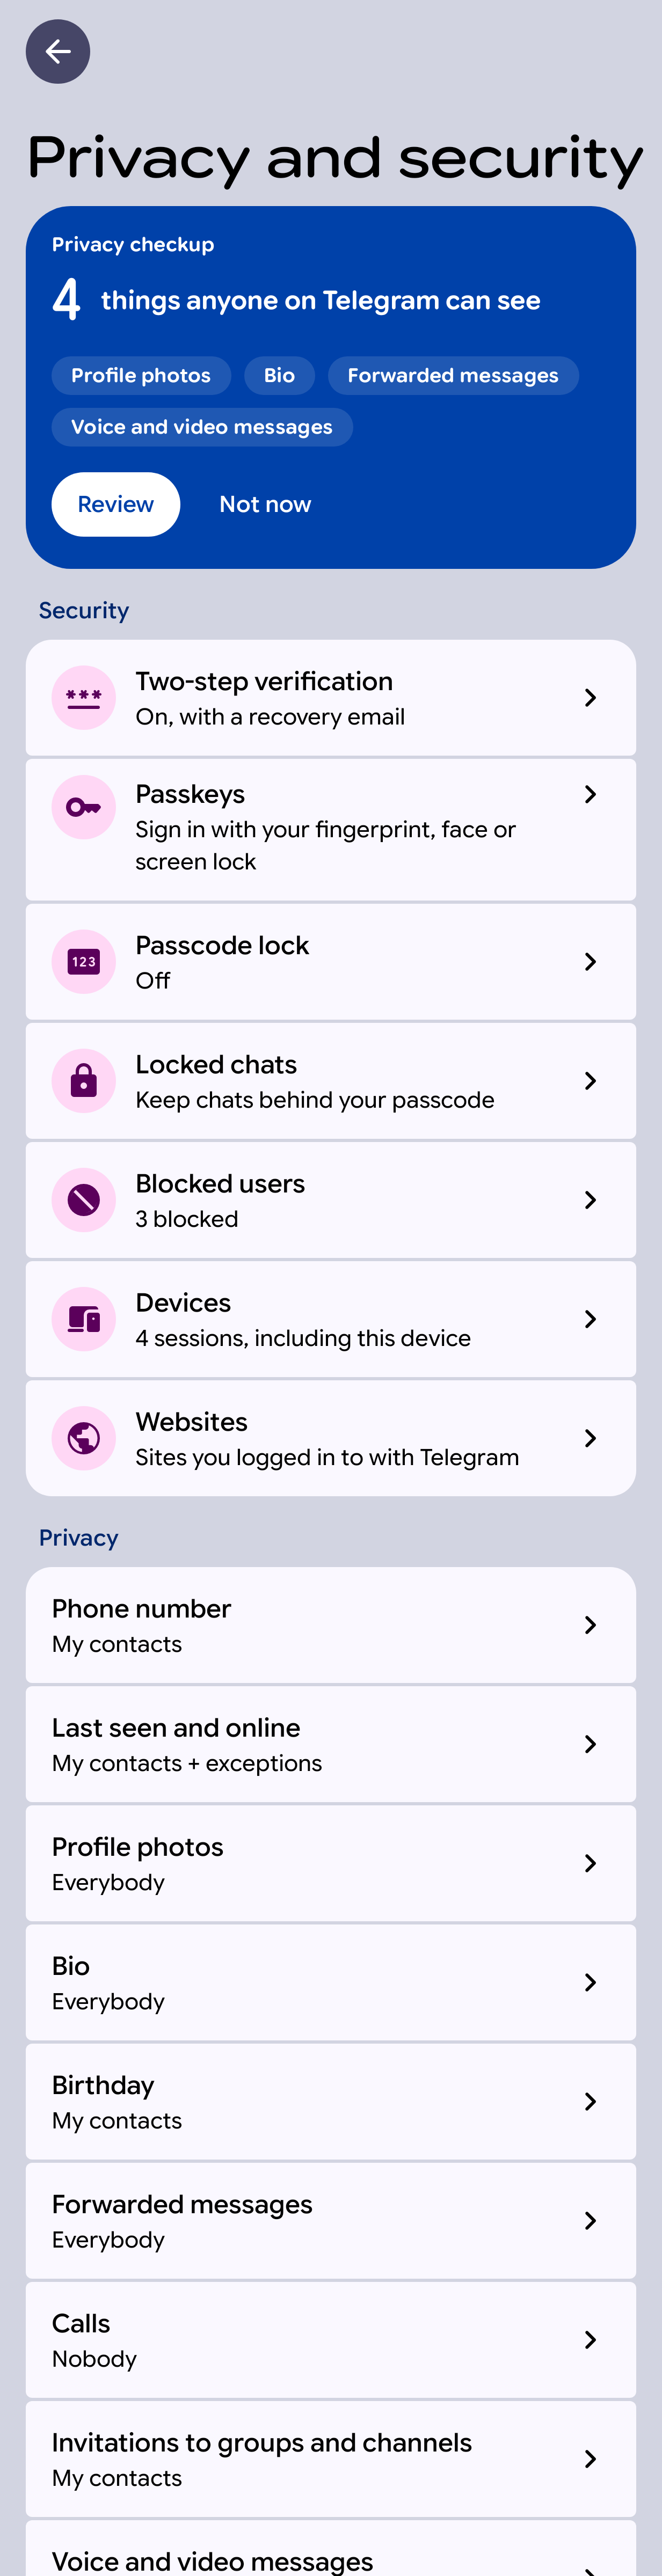 Privacy and security
Privacy checkup
4 things anyone on Telegram can see
Profile photos Bio Forwarded messages
Voice and video messages
Review Not now
Security
***
Two-step verification
On, with a recovery email
Passkeys
Sign in with your fingerprint, face or
screen lock
123
Passcode lock
Off
Locked chats
Keep chats behind your passcode
Blocked users
3 blocked
Devices
4 sessions, including this device
Websites
Sites you logged in to with Telegram
Privacy
Phone number
My contacts
Last seen and online
My contacts + exceptions
Profile photos
Everybody
Bio
Everybody
Birthday
My contacts
Forwarded messages
Everybody
Calls
Nobody
Invitations to groups and channels
My contacts
Voice and video messages